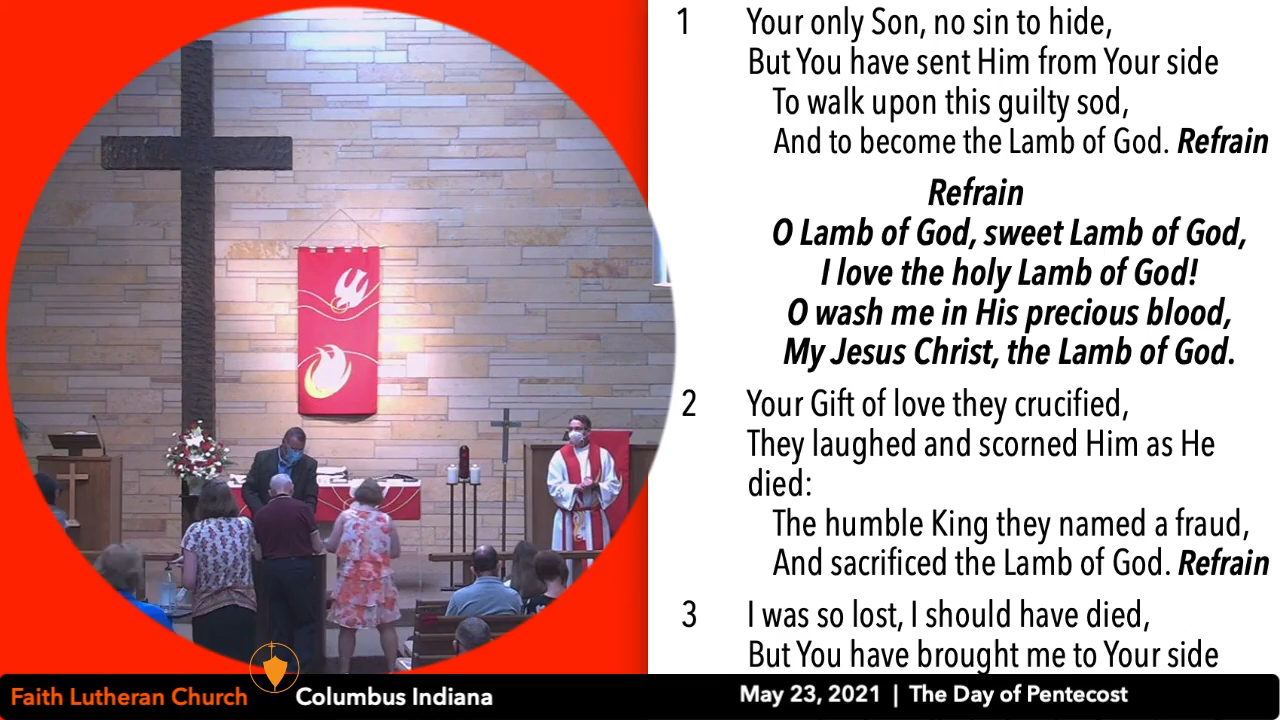 1 Your only Son, no sin to hide,
But You have sent Him from Your side
To walk upon this guilty sod,
And to become the Lamb of God. Refrain
Refrain
O Lamb of God, sweet Lamb of God,
I love the holy Lamb of God!
O wash me in His precious blood,
My Jesus Christ, the Lamb of God.
2 Your Gift of love they crucified,
They laughed and scorned Him as He
died:
The humble King they named a fraud,
And sacrificed the Lamb of God. Refrain
3 I was so lost, I should have died,
But You have brought me to Your side
Faith Lutheran Church Columbus Indiana May 23, 2021 | The Day of Pentecost